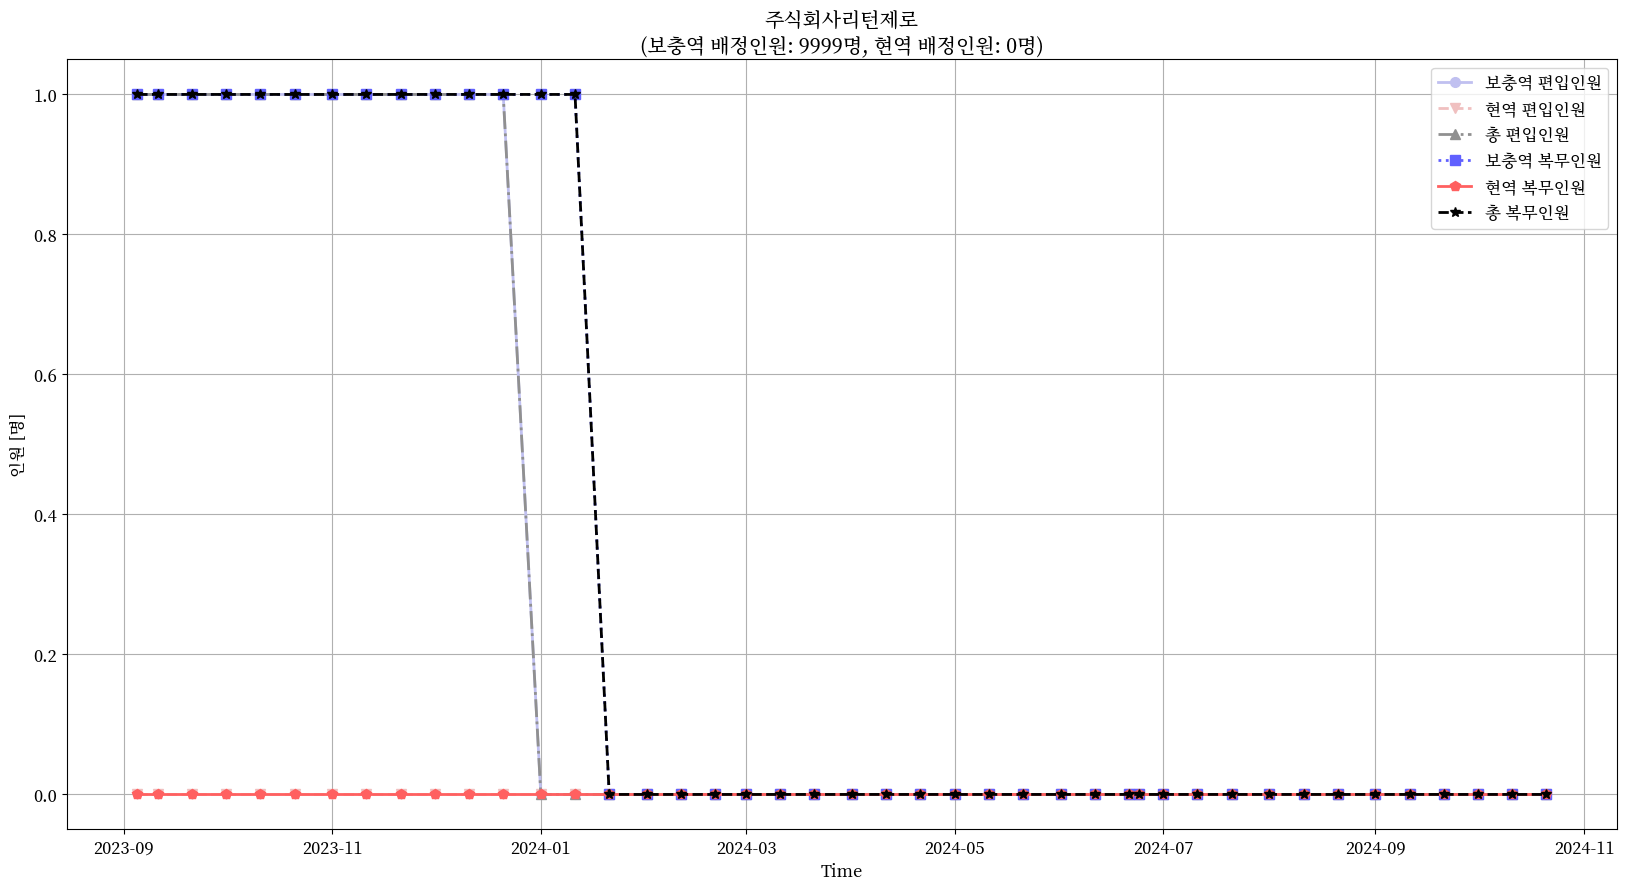 주식회사리턴제로
(보충역 배정인원: 9999명, 현역 배정인원: 0명)
보충역 편입인원
현역 편입인원
총 편입인원
보충역 복무인원
현역 복무인원
총 복무인원
인원 [명]
1.0
0.8
0.6
0.4
0.2
0.0
2023-09
2023-11
2024-01
2024-03
2024-05
2024-07
2024-09
2024-11
Time